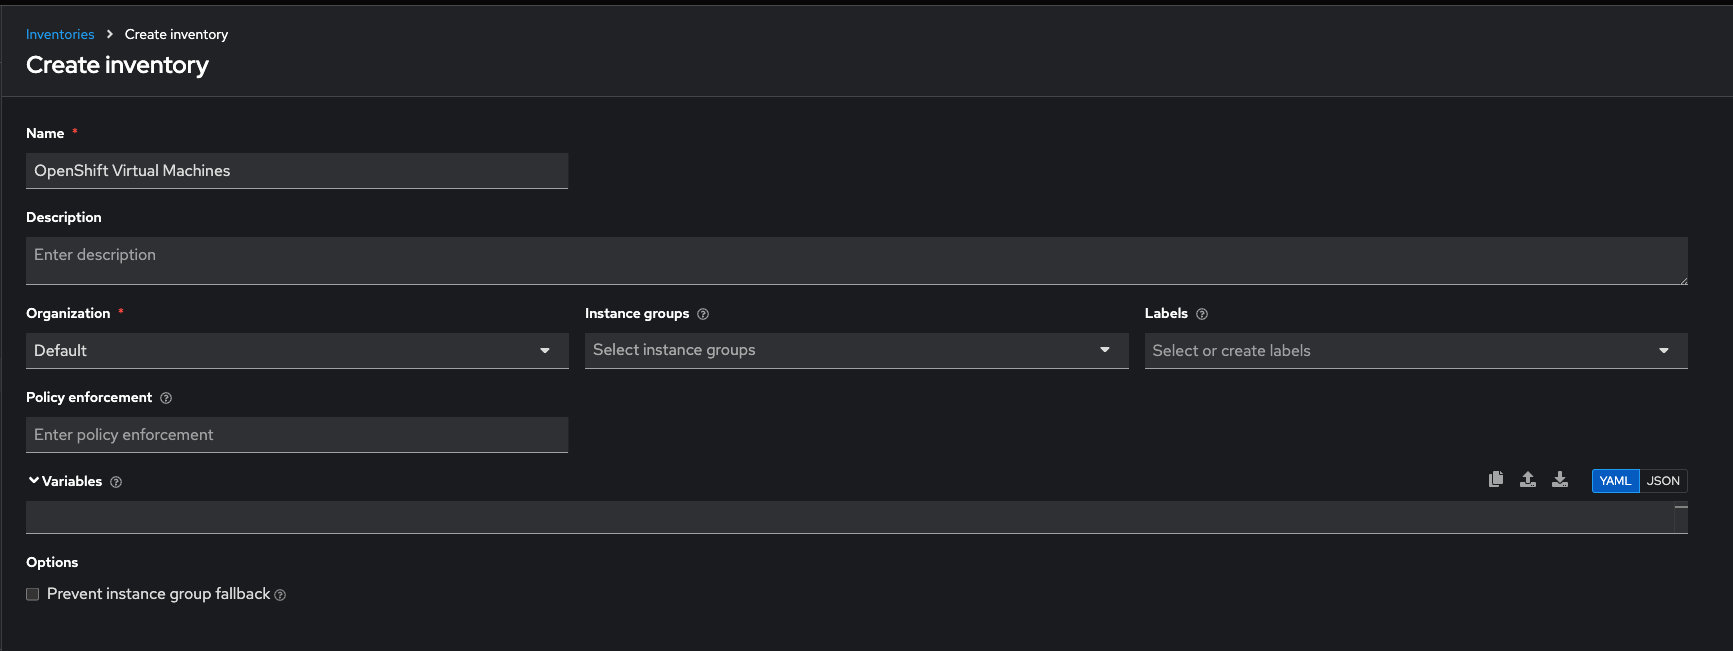 Inventories > Create inventory
Create inventory
Name *
OpenShift Virtual Machines
Description
Enter description
Organization * Instance groups Labels
Default Select instance groups Select or create labels
Policy enforcement
Enter policy enforcement
Variables YAML JSON
Options
Prevent instance group fallback